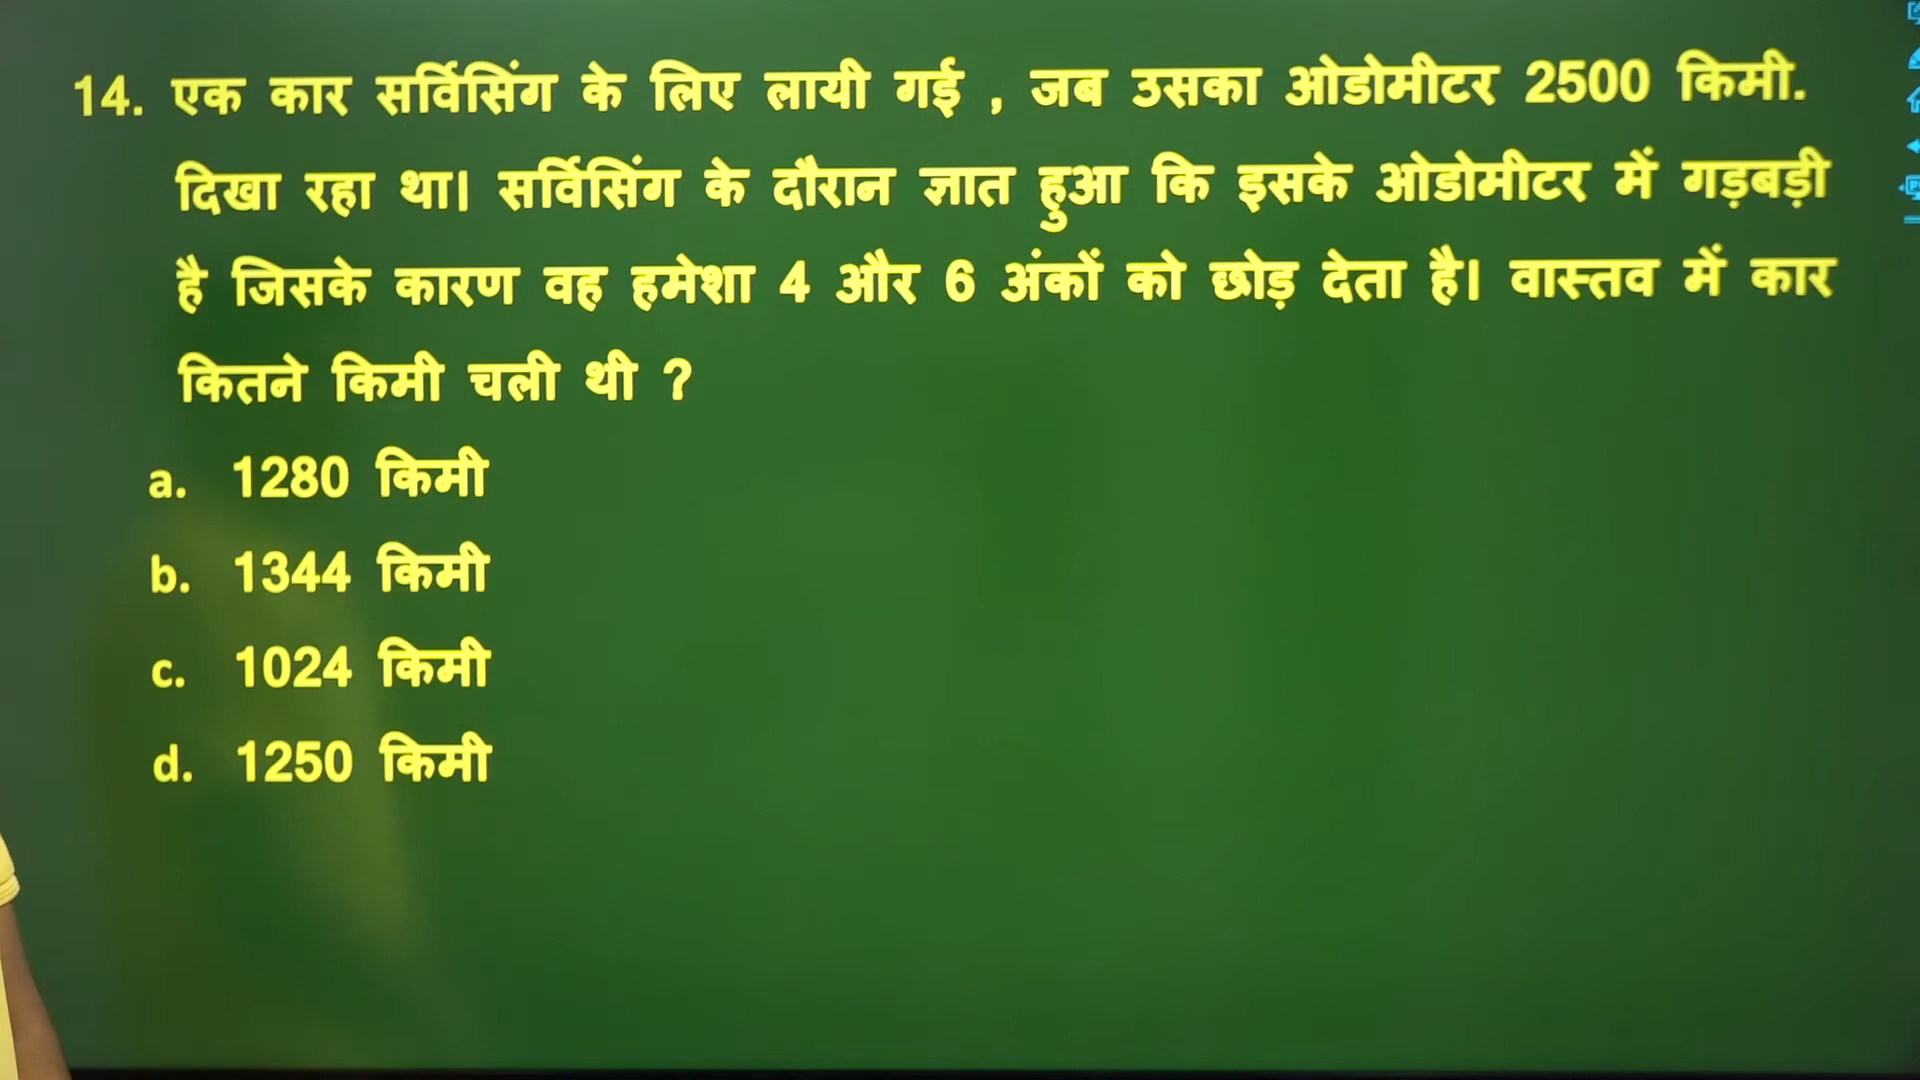 14. एक कार सर्विसिंग के लिए लायी गई , जब उसका ओडोमीटर 2500 किमी.
दिखा रहा था। सर्विसिंग के दौरान ज्ञात हुआ कि इसके ओडोमीटर में गड़बड़ी
है जिसके कारण वह हमेशा 4 और 6 अंकों को छोड़ देता है। वास्तव में कार
कितने किमी चली थी ?
a. 1280 किमी
b. 1344 किमी
c. 1024 किमी
d. 1250 किमी